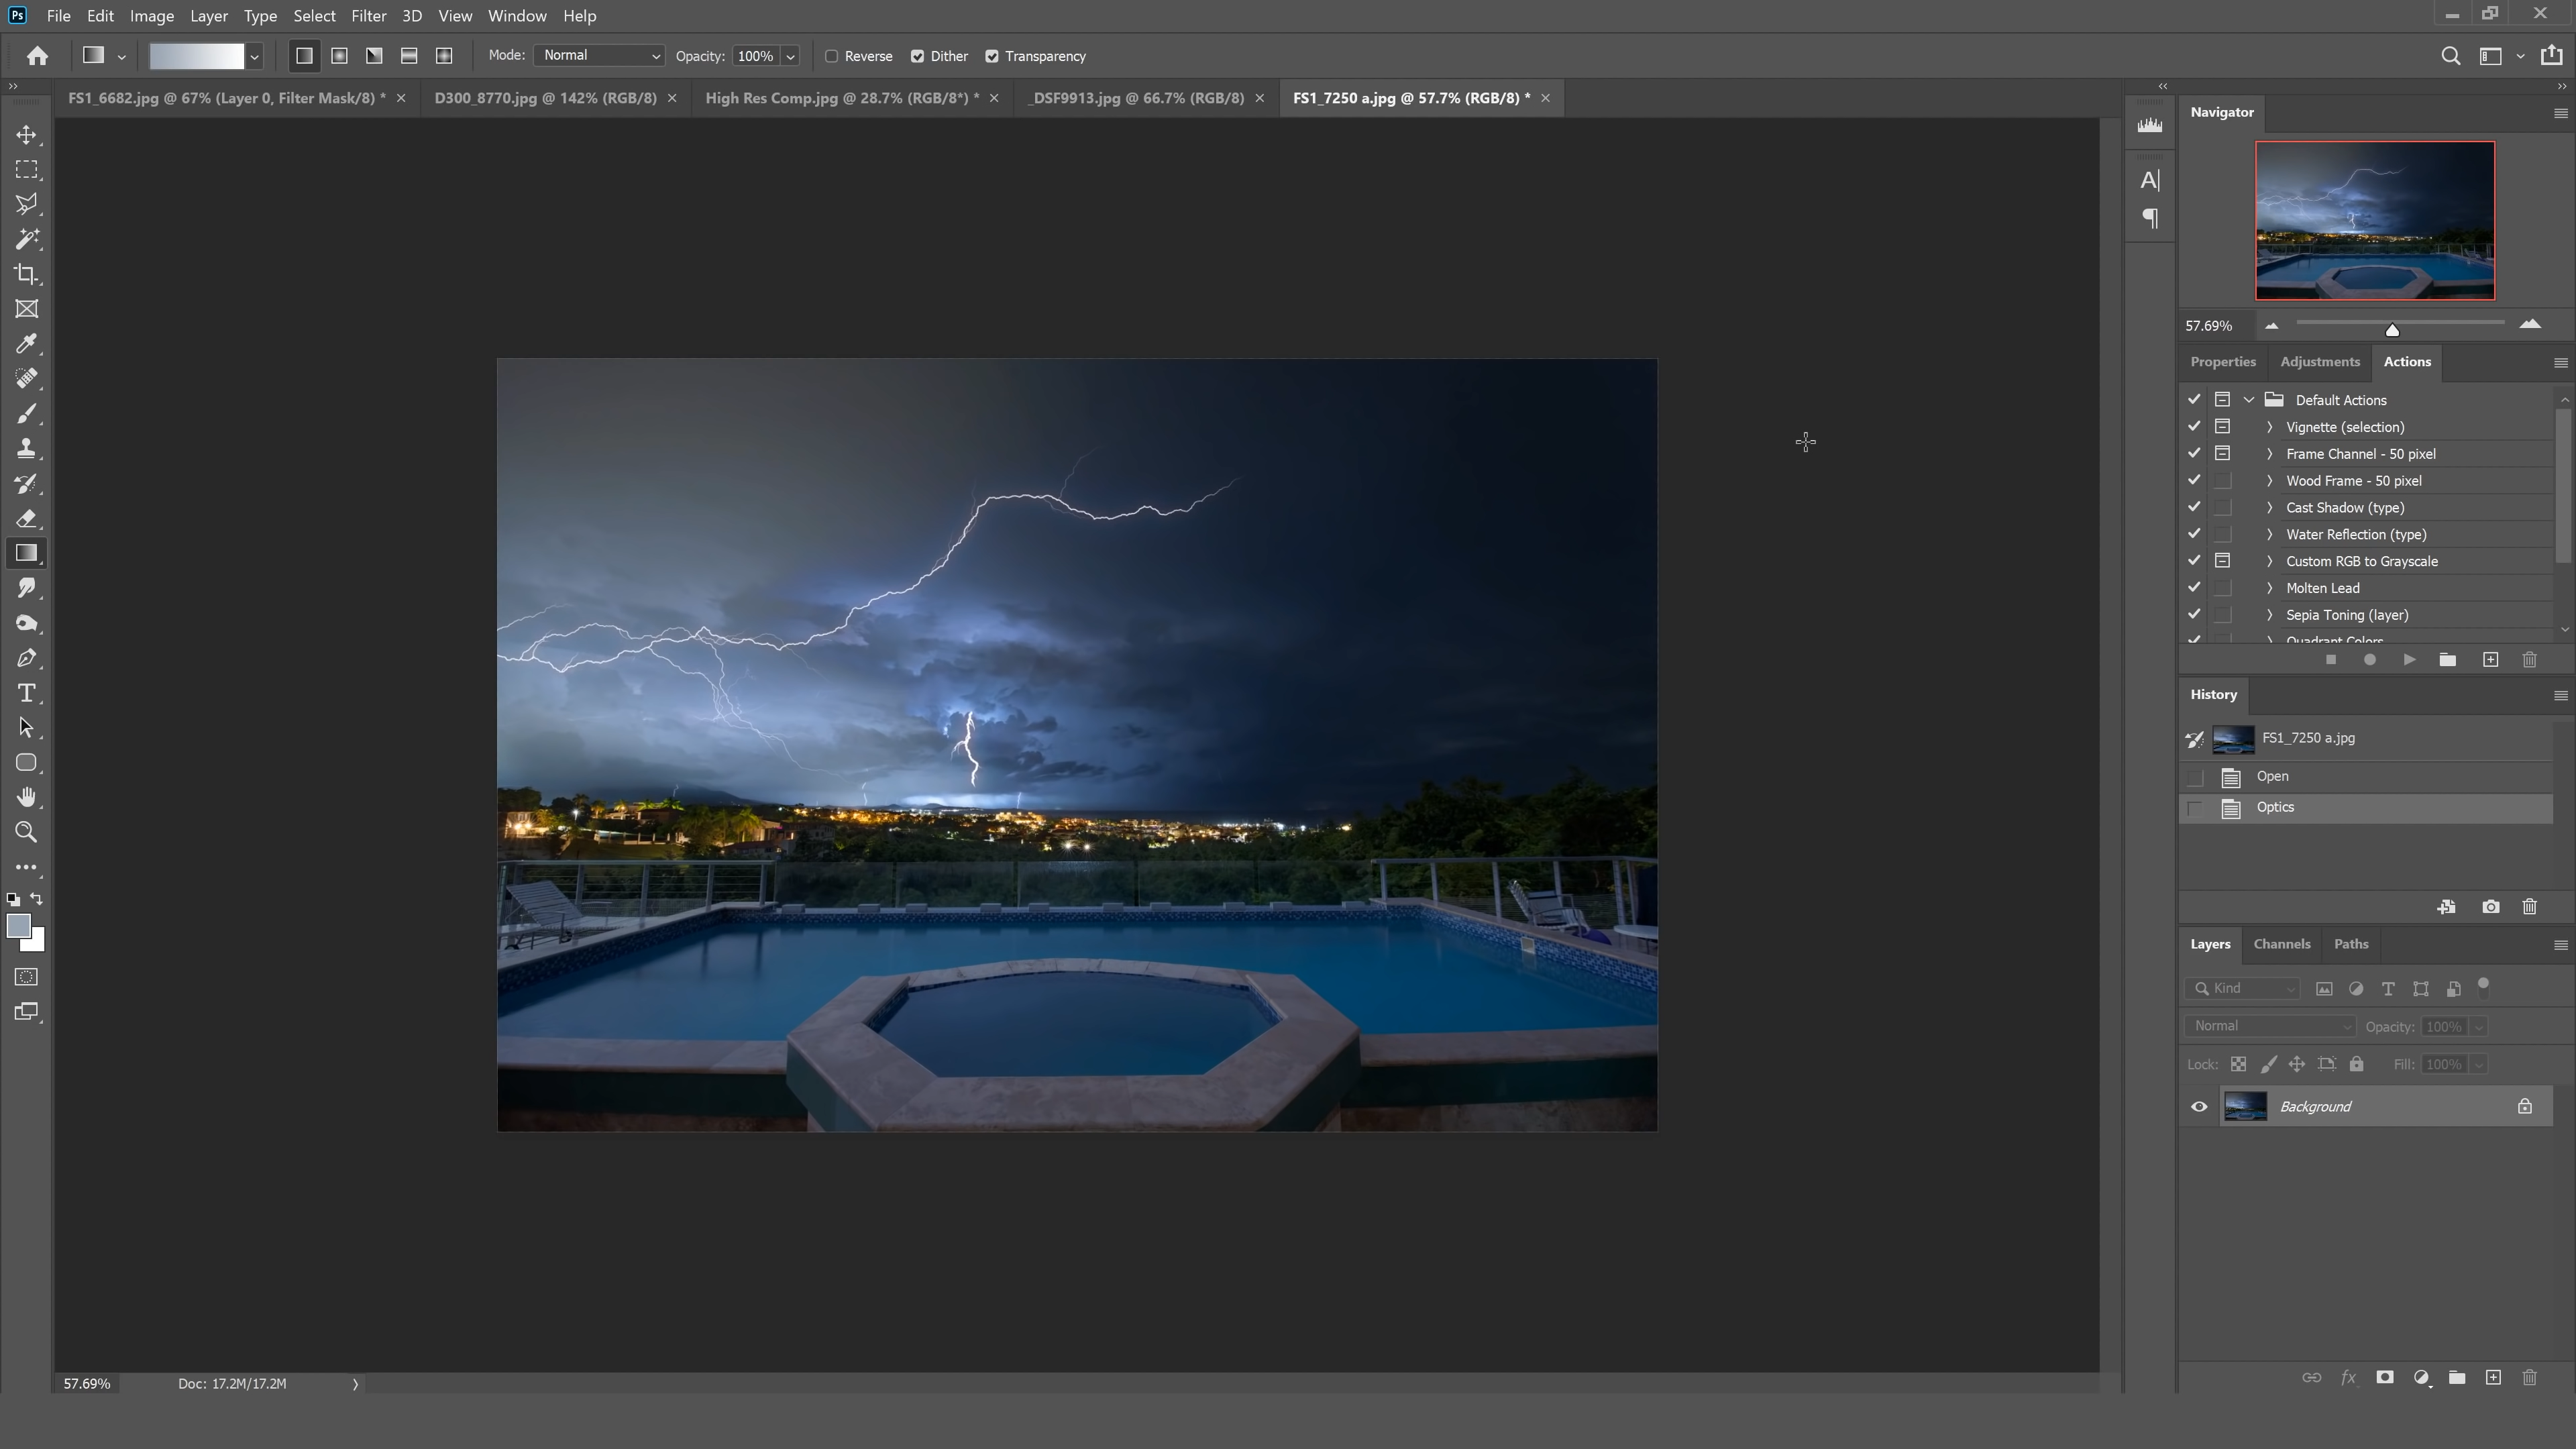 Ps File Edit Image Layer Type Select Filter 3D View Window Help
Mode: Normal Opacity: 100% Reverse Dither Transparency
FS1_6682.jpg @ 67% (Layer 0, Filter Mask/8) * D300_8770.jpg @ 142% (RGB/8) High Res Comp.jpg @ 28.7% (RGB/8*) * _DSF9913.jpg @ 66.7% (RGB/8) FS1_7250 a.jpg @ 57.7% (RGB/8) *
Navigator
57.69%
Properties Adjustments Actions
Default Actions
Vignette (selection)
Frame Channel - 50 pixel
Wood Frame - 50 pixel
Cast Shadow (type)
Water Reflection (type)
Custom RGB to Grayscale
Molten Lead
Sepia Toning (layer)
Quadrant Colors
History
FS1_7250 a.jpg
Open
Optics
Layers Channels Paths
Kind
Normal Opacity: 100%
Lock: Fill: 100%
Background
fx
57.69% Doc: 17.2M/17.2M